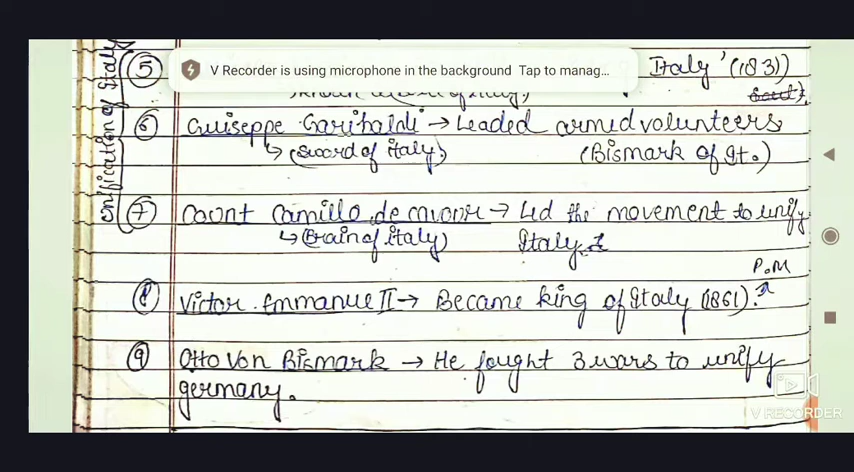 unification of Italy
⑤ Italy' (1831)
V Recorder is using microphone in the background Tap to manag...
⑥ Guiseppe Garibaldi → Leaded armed volunteers
↳ (Sword of Italy) (Bismark of It.)
⑦ Count Camillo de cavour → Led the movement to unify
↳ (Brain of italy) Italy.
P.M
⑧ Victor Emmanue II → Became king of Italy (1861).
⑨ Otto Von Bismark → He fought 3 wars to unify
germany.
V RECORDER